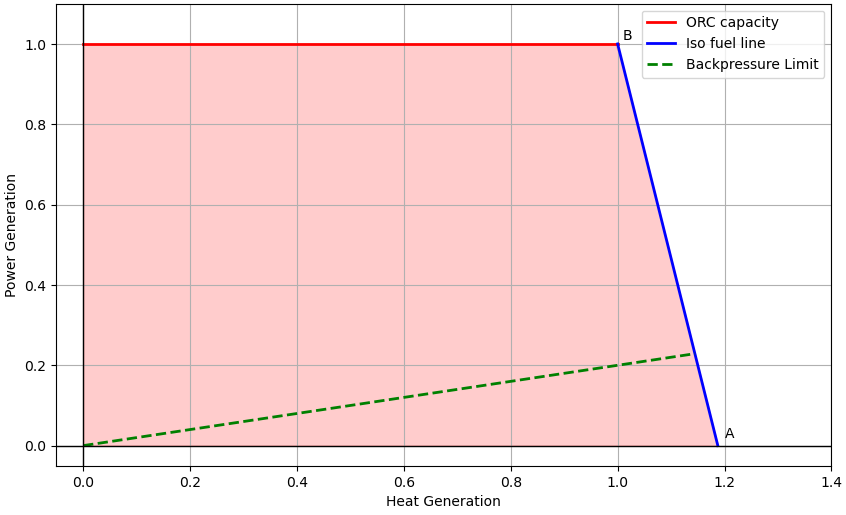 ORC capacity
Iso fuel line
Backpressure Limit
B
A
1.0
0.8
0.6
0.4
0.2
0.0
Power Generation
0.0 0.2 0.4 0.6 0.8 1.0 1.2 1.4
Heat Generation